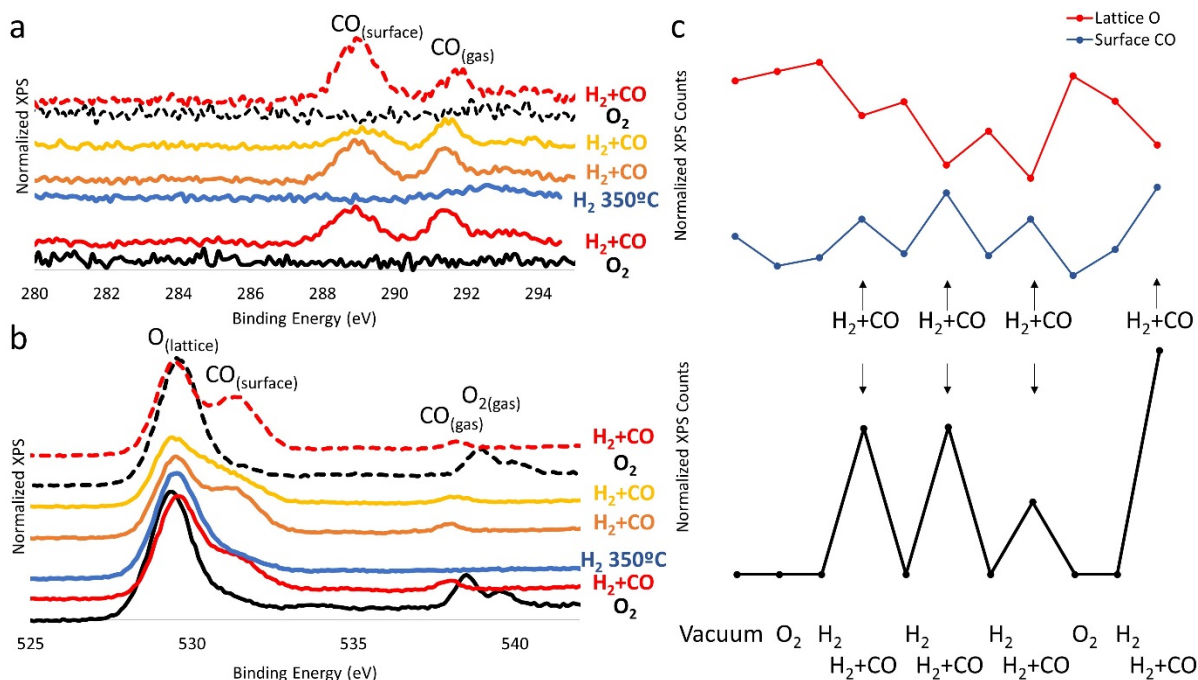 a
CO(surface)
CO(gas)
Normalized XPS
H₂+CO
O₂
H₂+CO
H₂+CO
H₂ 350ºC
H₂+CO
O₂
280 282 284 286 288 290 292 294
Binding Energy (eV)
b
O(lattice)
CO(surface)
CO(gas)
O₂(gas)
Normalized XPS
H₂+CO
O₂
H₂+CO
H₂+CO
H₂ 350ºC
H₂+CO
O₂
525 530 535 540
Binding Energy (eV)
c
Lattice O
Surface CO
Normalized XPS Counts
H₂+CO H₂+CO H₂+CO H₂+CO
Normalized XPS Counts
Vacuum O₂ H₂ H₂ H₂ O₂ H₂
H₂+CO H₂+CO H₂+CO H₂+CO